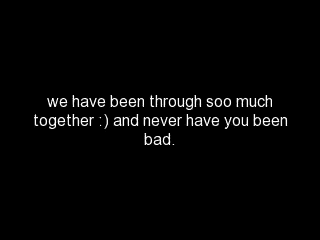 we have been through soo much
together :) and never have you been
bad.